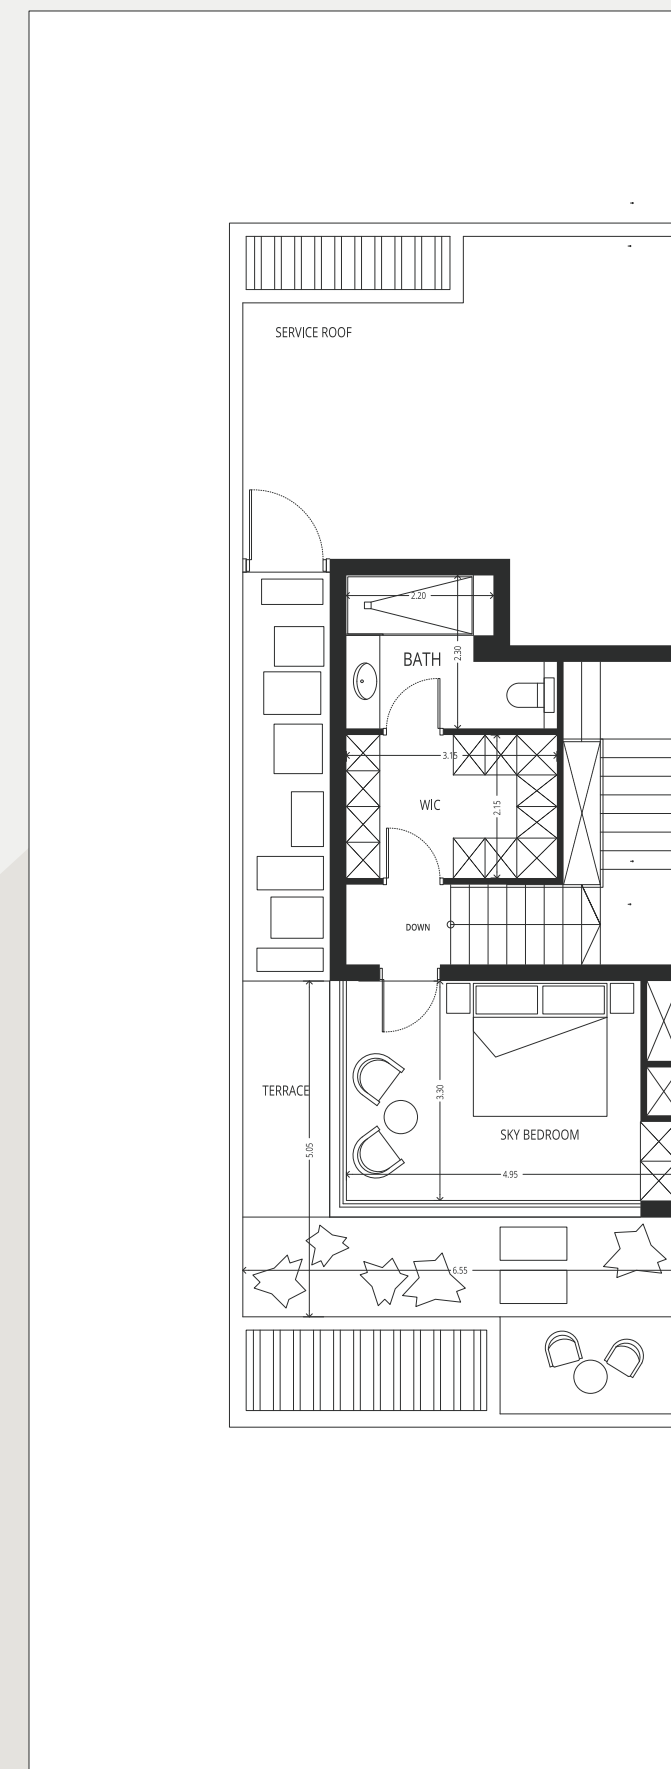 SERVICE ROOF
2.20
BATH
2.30
3.15
WIC
2.15
DOWN
TERRACE
3.30
SKY BEDROOM
5.05
4.95
6.55